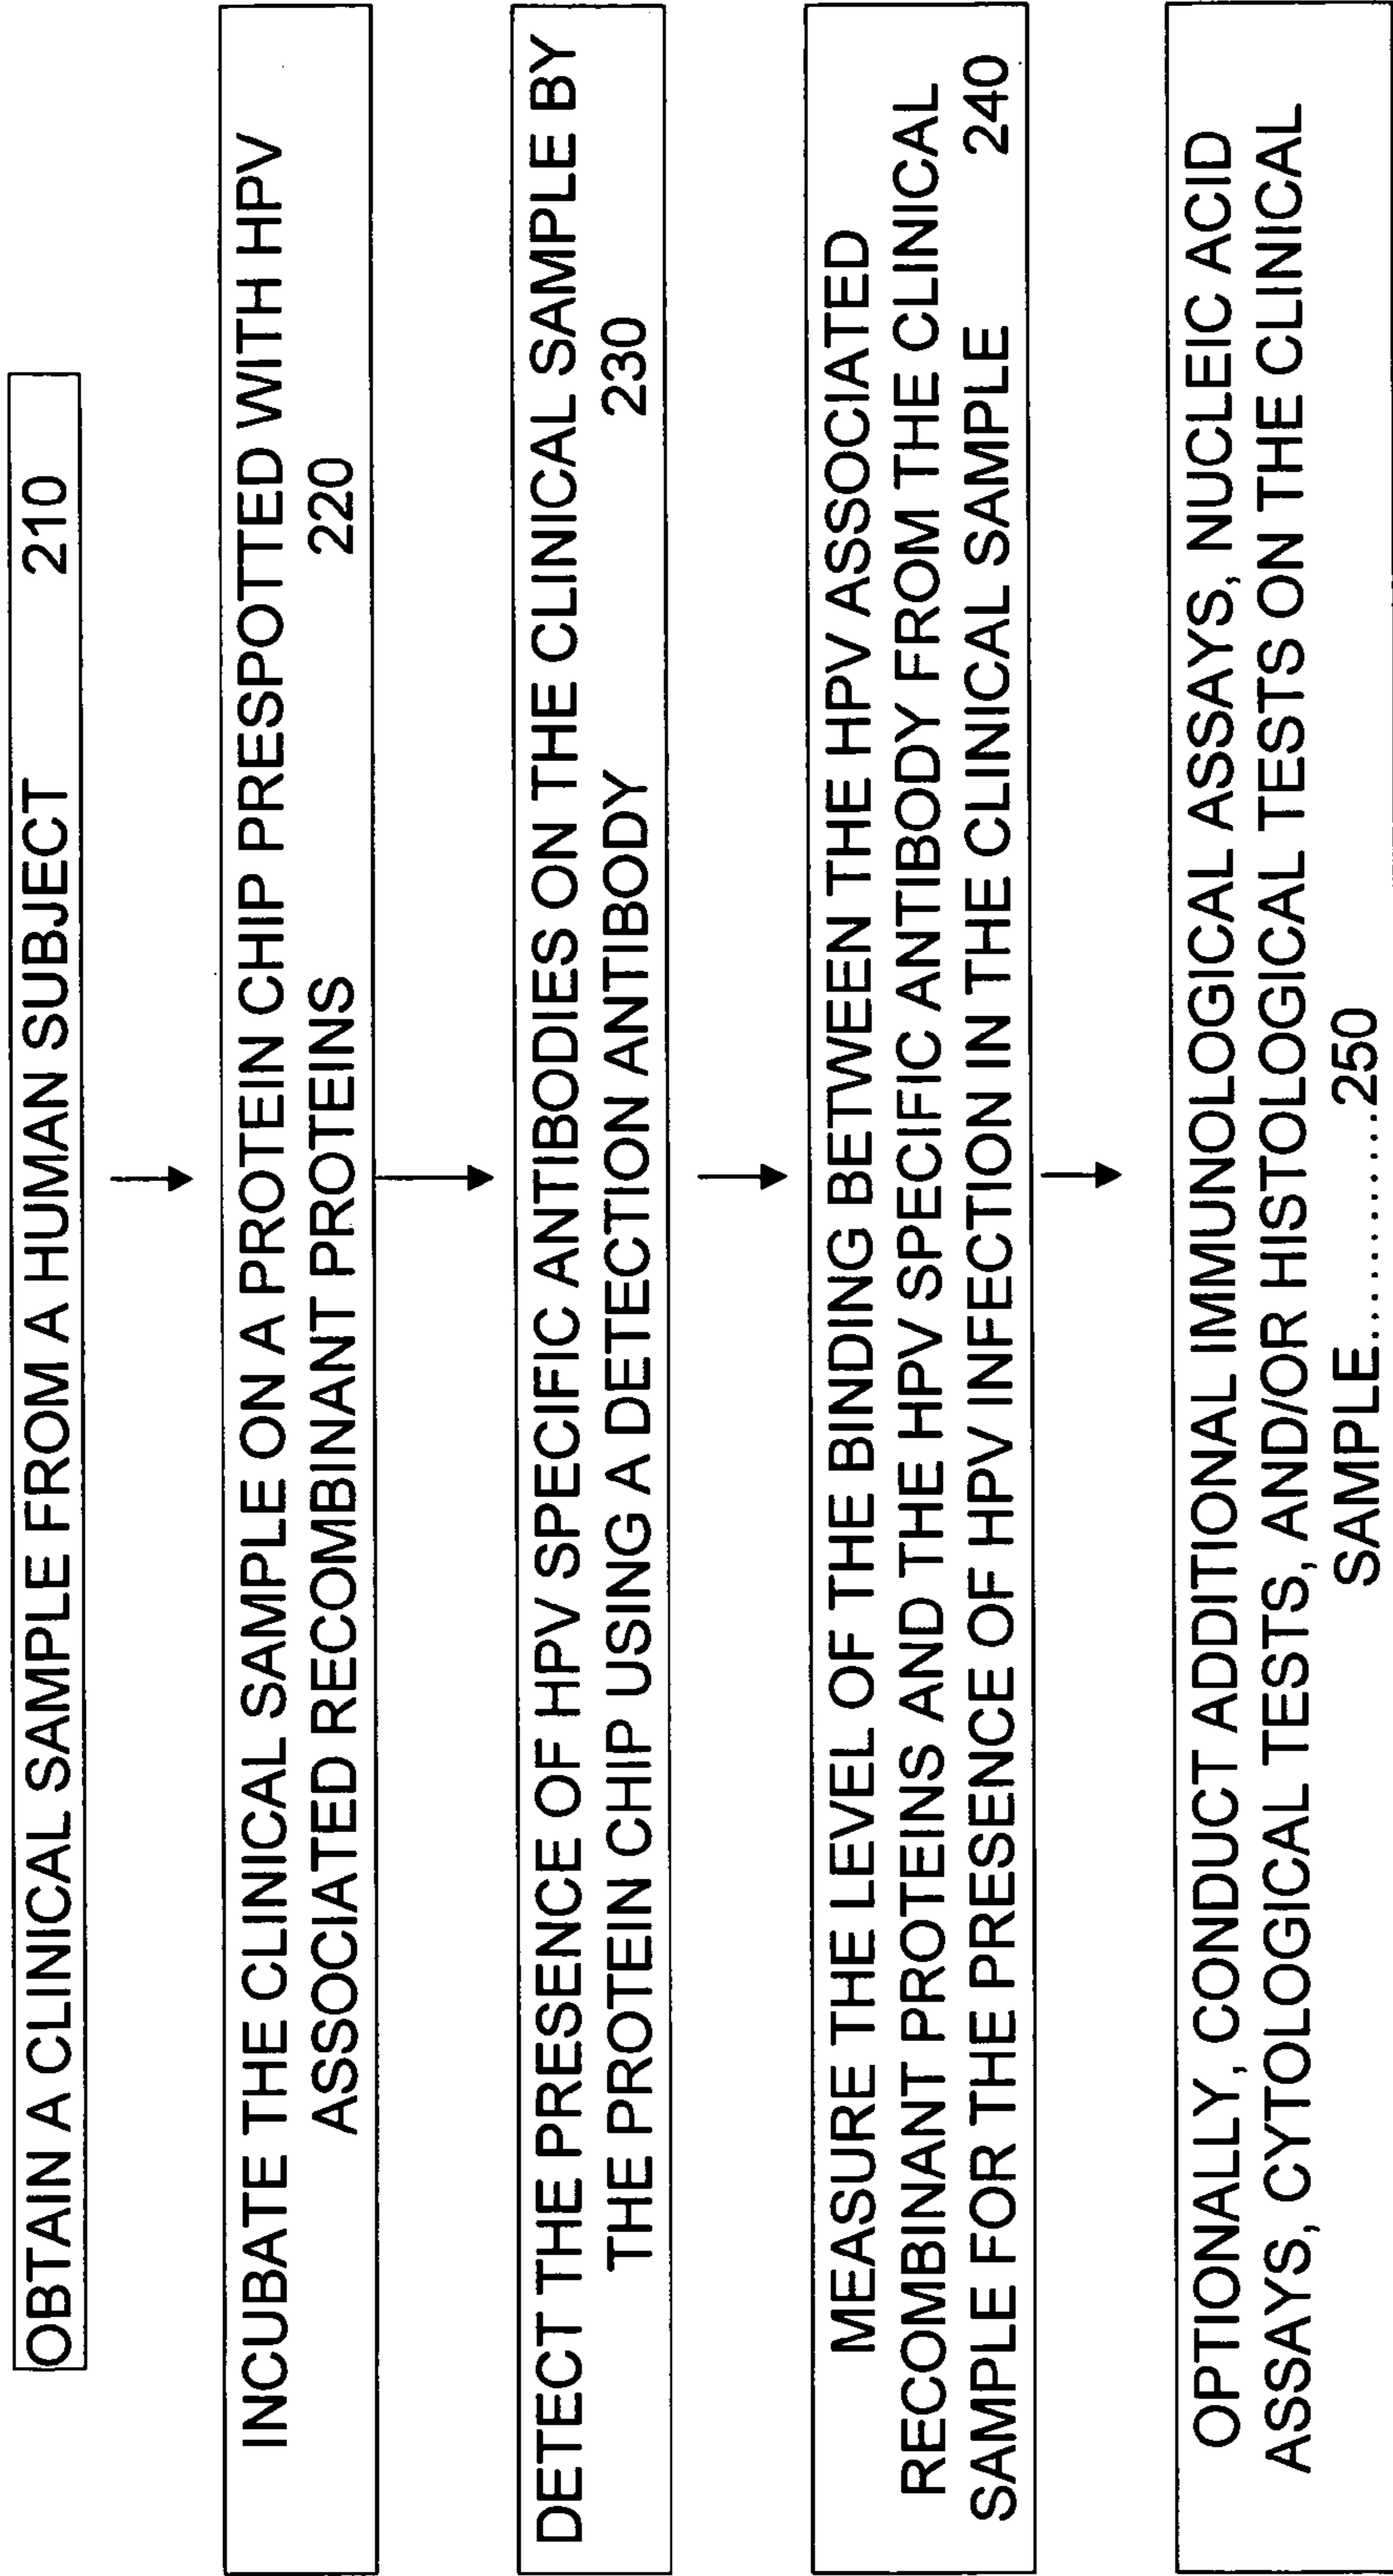 OBTAIN A CLINICAL SAMPLE FROM A HUMAN SUBJECT 210
INCUBATE THE CLINICAL SAMPLE ON A PROTEIN CHIP PRESPOTTED WITH HPV
ASSOCIATED RECOMBINANT PROTEINS 220
DETECT THE PRESENCE OF HPV SPECIFIC ANTIBODIES ON THE CLINICAL SAMPLE BY
THE PROTEIN CHIP USING A DETECTION ANTIBODY 230
MEASURE THE LEVEL OF THE BINDING BETWEEN THE HPV ASSOCIATED
RECOMBINANT PROTEINS AND THE HPV SPECIFIC ANTIBODY FROM THE CLINICAL
SAMPLE FOR THE PRESENCE OF HPV INFECTION IN THE CLINICAL SAMPLE 240
OPTIONALLY, CONDUCT ADDITIONAL IMMUNOLOGICAL ASSAYS, NUCLEIC ACID
ASSAYS, CYTOLOGICAL TESTS, AND/OR HISTOLOGICAL TESTS ON THE CLINICAL
SAMPLE............250